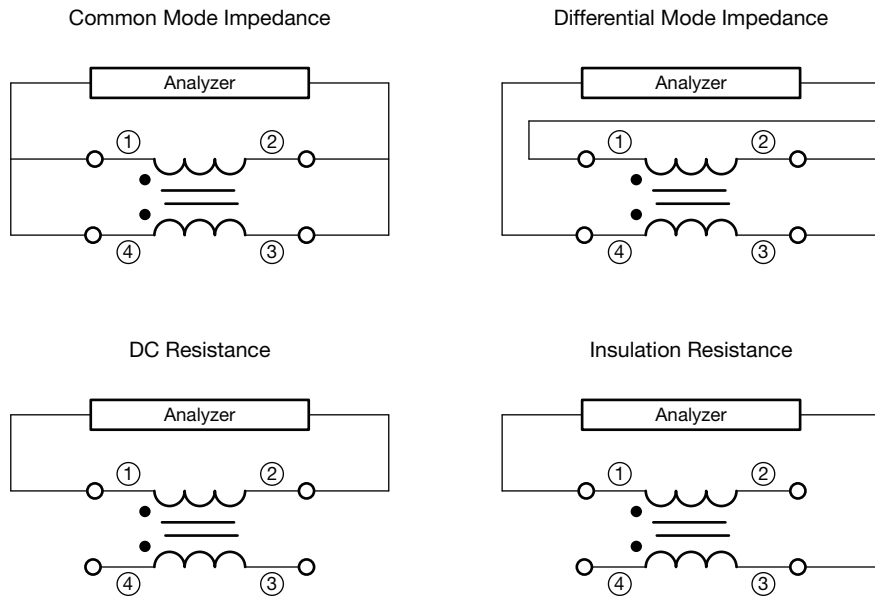 Common Mode Impedance
Analyzer
① ②
④ ③
Differential Mode Impedance
Analyzer
① ②
④ ③
DC Resistance
Analyzer
① ②
④ ③
Insulation Resistance
Analyzer
① ②
④ ③